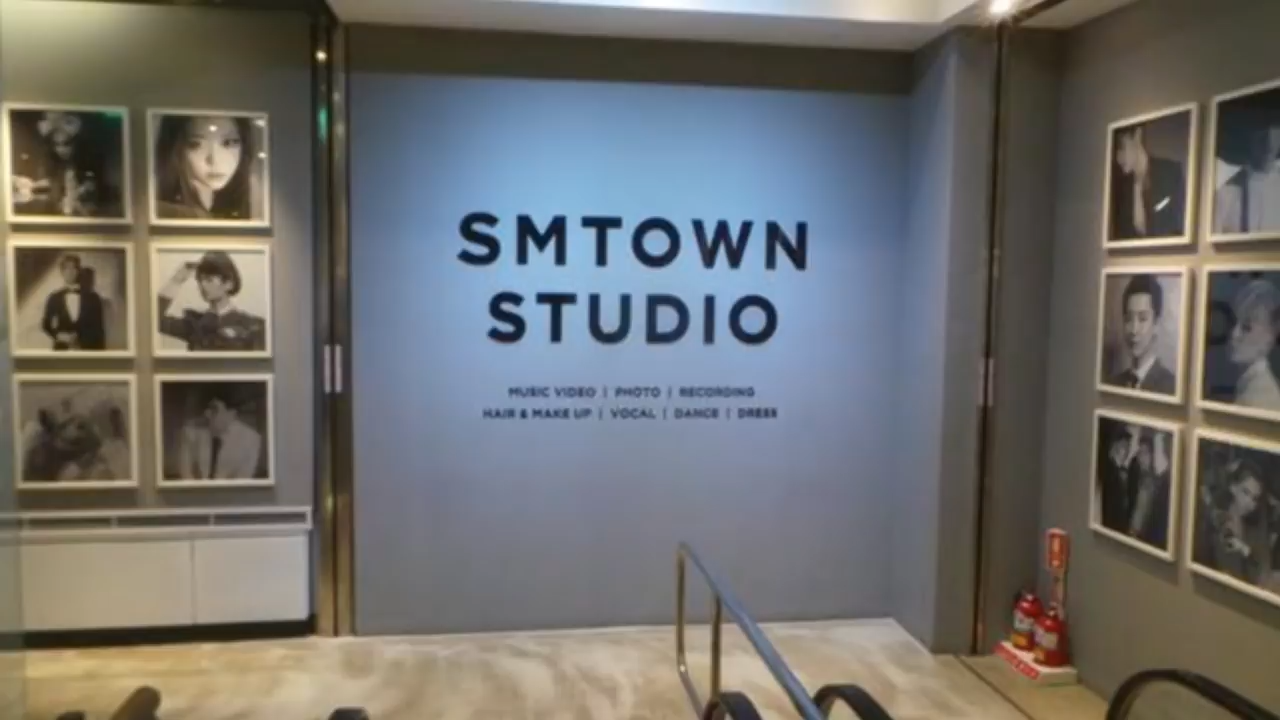 SMTOWN
STUDIO
MUSIC VIDEO | PHOTO | RECORDING
HAIR & MAKE UP | VOCAL | DANCE | DRESS